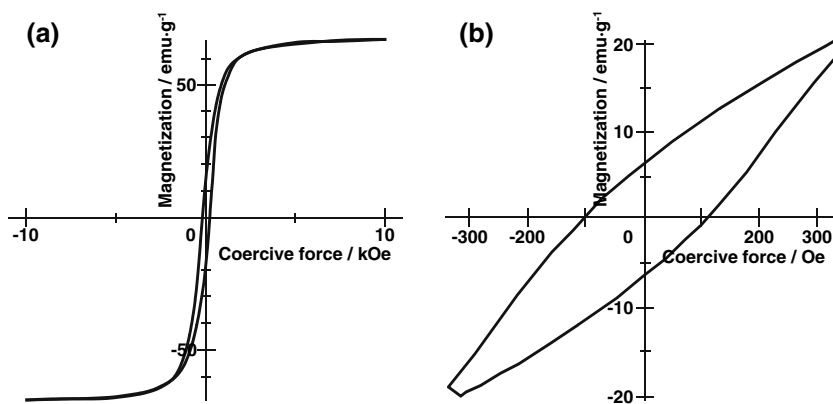 (a)
Magnetization / emu·g-1
50
-10
0
10
Coercive force / kOe
-50
(b)
Magnetization / emu·g-1
20
10
-300
-200
0
200
300
Coercive force / Oe
-10
-20